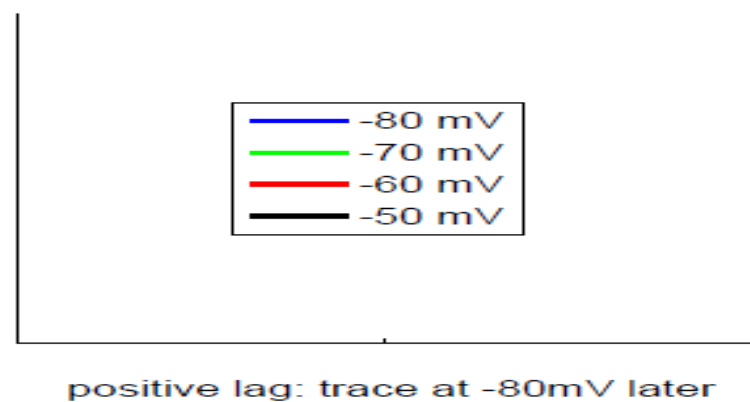 -80 mV
-70 mV
-60 mV
-50 mV
positive lag: trace at -80mV later